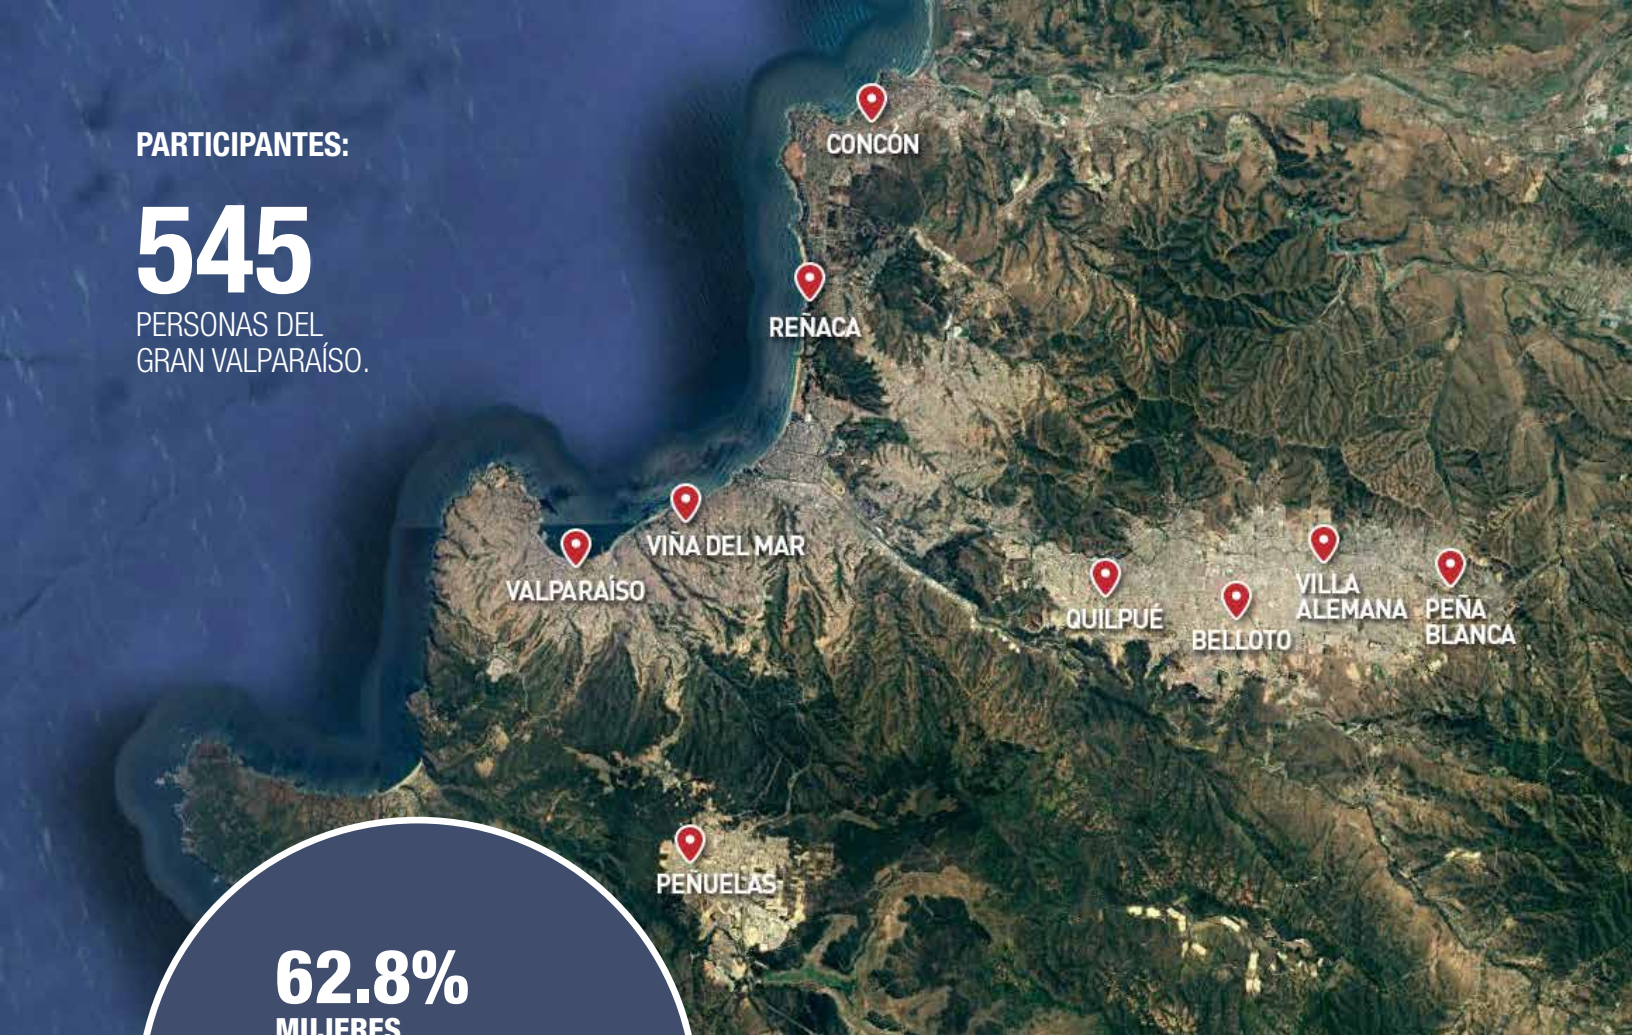 PARTICIPANTES:
545
PERSONAS DEL
GRAN VALPARAÍSO.
CONCÓN
REÑACA
VIÑA DEL MAR
VALPARAÍSO
QUILPUÉ
BELLOTO
VILLA
ALEMANA
PEÑA
BLANCA
PEÑUELAS
62.8%
MUJERES